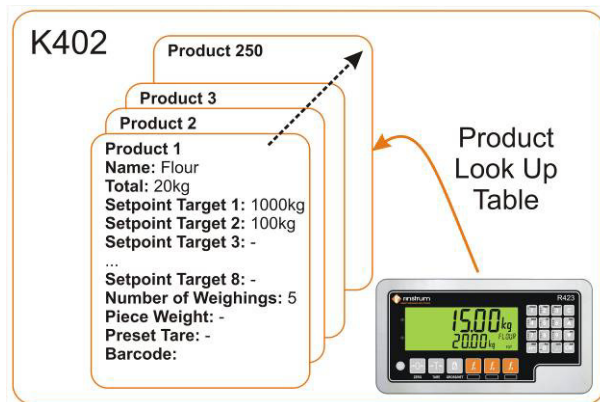 K402
Product 250
Product 3
Product 2
Product 1
Name: Flour
Total: 20kg
Setpoint Target 1: 1000kg
Setpoint Target 2: 100kg
Setpoint Target 3: -
...
Setpoint Target 8: -
Number of Weighings: 5
Piece Weight: -
Preset Tare: -
Barcode:
Product
Look Up
Table
rinstrum
R423
15.00kg
20.00kg FLOUR
ZERO TARE